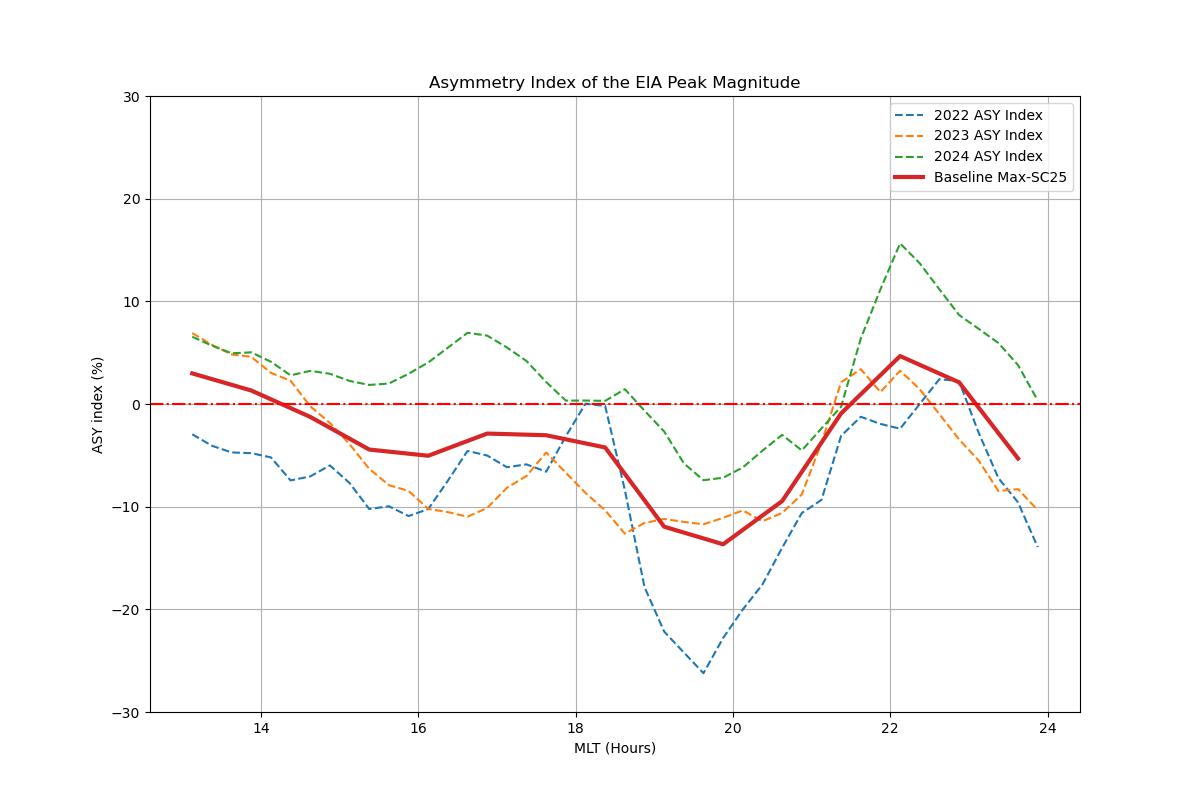 Asymmetry Index of the EIA Peak Magnitude
30
20
10
0
−10
−20
−30
ASY index (%)
14
16
18
20
22
24
MLT (Hours)
2022 ASY Index
2023 ASY Index
2024 ASY Index
Baseline Max-SC25